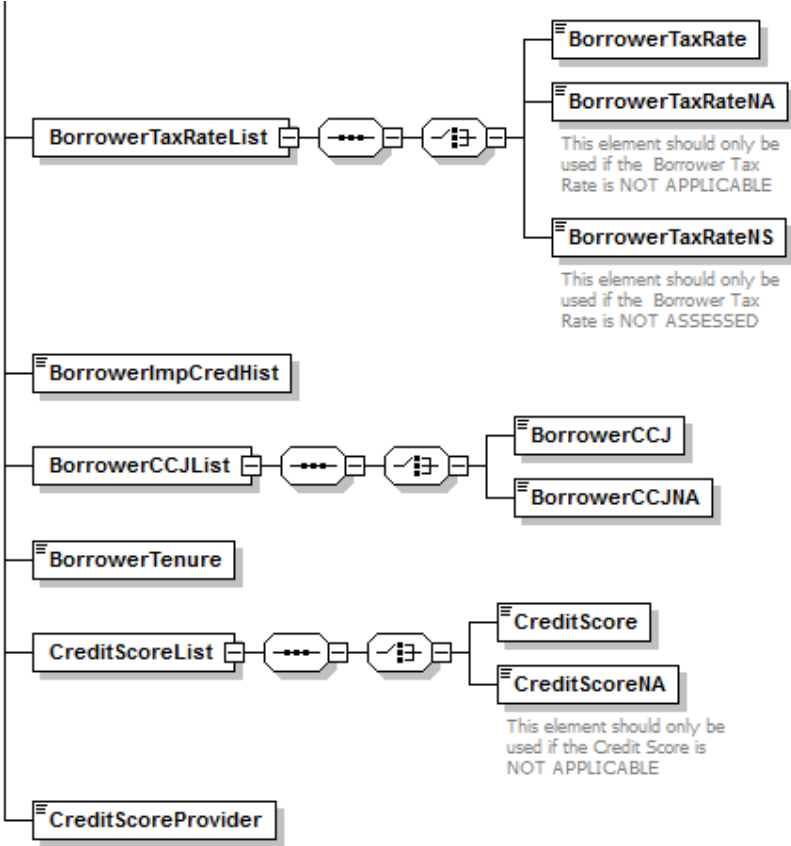 BorrowerTaxRate
BorrowerTaxRateList
BorrowerTaxRateNA
This element should only be
used if the Borrower Tax
Rate is NOT APPLICABLE
BorrowerTaxRateNS
This element should only be
used if the Borrower Tax
Rate is NOT ASSESSED
BorrowerImpCredHist
BorrowerCCJList
BorrowerCCJ
BorrowerCCJNA
BorrowerTenure
CreditScoreList
CreditScore
CreditScoreNA
This element should only be
used if the Credit Score is
NOT APPLICABLE
CreditScoreProvider